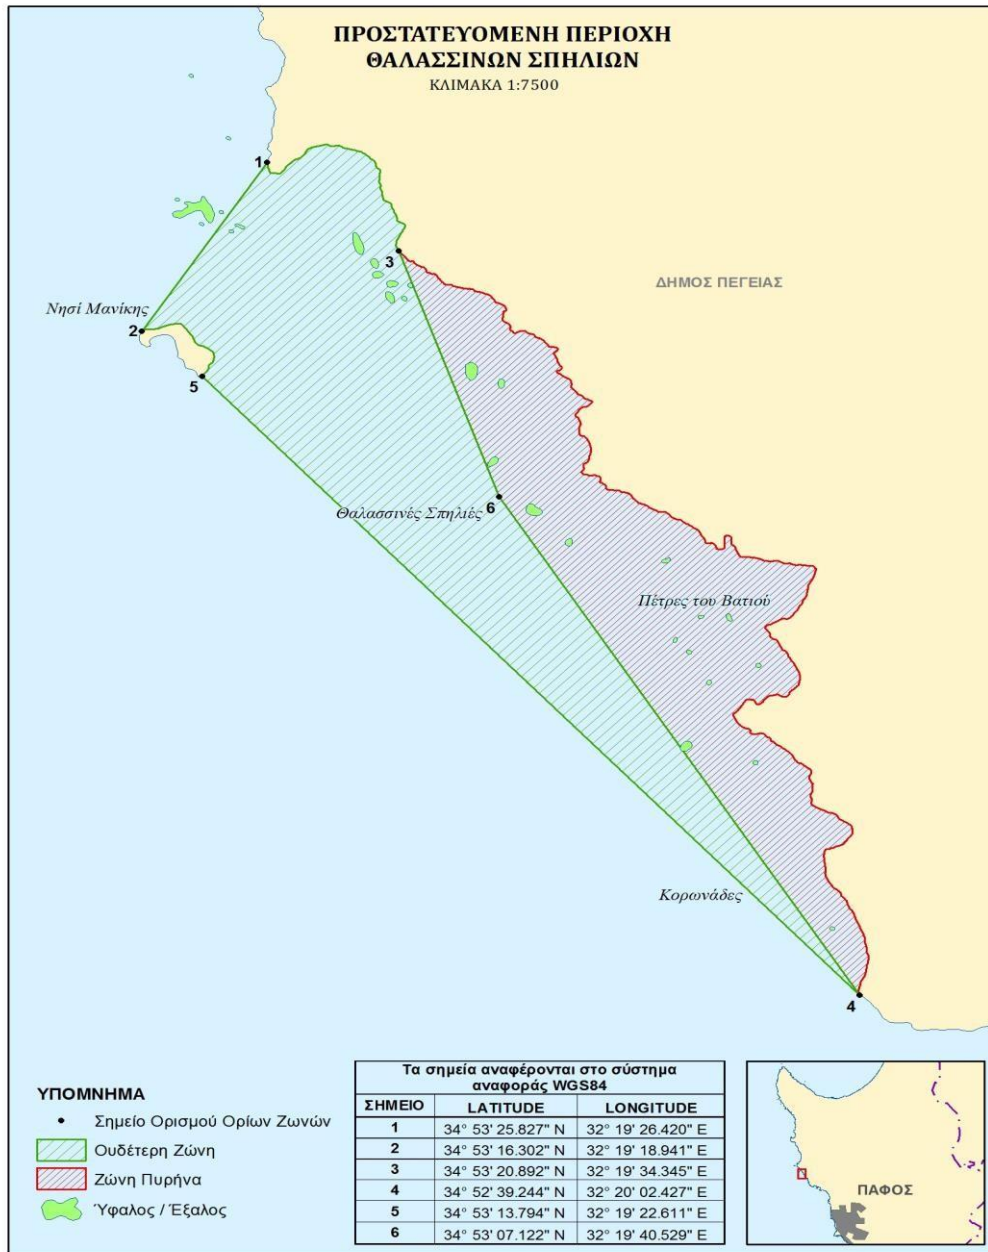 ΠΡΟΣΤΑΤΕΥΟΜΕΝΗ ΠΕΡΙΟΧΗ
ΘΑΛΑΣΣΙΝΩΝ ΣΠΗΛΙΩΝ
ΚΛΙΜΑΚΑ 1:7500
1
3
ΔΗΜΟΣ ΠΕΓΕΙΑΣ
Νησί Μανίκης
2
5
6
Θαλασσινές Σπηλιές
Πέτρες του Βατιού
Κορωνάδες
4
ΥΠΟΜΝΗΜΑ
Σημείο Ορισμού Ορίων Ζωνών
Ουδέτερη Ζώνη
Ζώνη Πυρήνα
Ύφαλος / Έξαλος
Τα σημεία αναφέρονται στο σύστημα
αναφοράς WGS84
ΣΗΜΕΙΟ LATITUDE LONGITUDE
1 34° 53' 25.827" N 32° 19' 26.420" E
2 34° 53' 16.302" N 32° 19' 18.941" E
3 34° 53' 20.892" N 32° 19' 34.345" E
4 34° 52' 39.244" N 32° 20' 02.427" E
5 34° 53' 13.794" N 32° 19' 22.611" E
6 34° 53' 07.122" N 32° 19' 40.529" E
ΠΑΦΟΣ